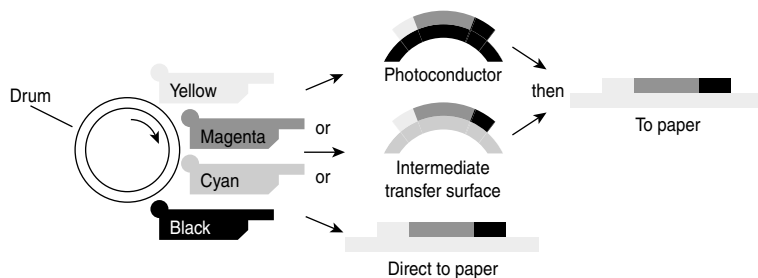 Drum
Yellow
Magenta
Cyan
Black
or
or
Photoconductor
Intermediate
transfer surface
Direct to paper
then
To paper